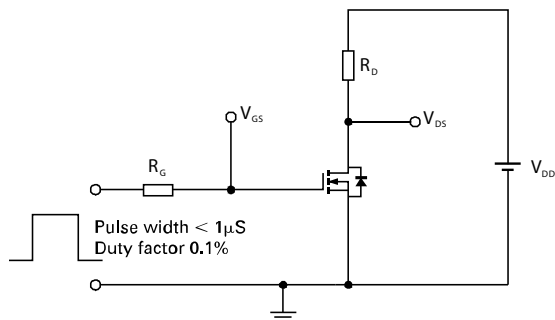 R_D
V_GS
V_DS
V_DD
R_G
Pulse width < 1μS
Duty factor 0.1%